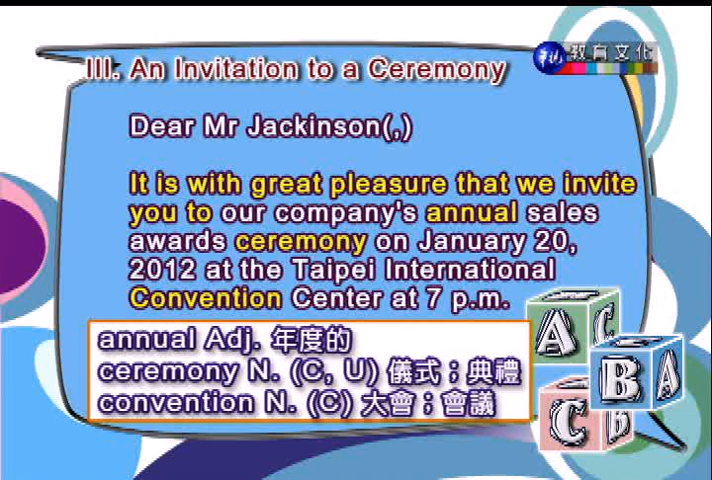 教育文化
III. An Invitation to a Ceremony
Dear Mr Jackinson(,)
It is with great pleasure that we invite
you to our company's annual sales
awards ceremony on January 20,
2012 at the Taipei International
Convention Center at 7 p.m.
annual Adj. 年度的
ceremony N. (C, U) 儀式；典禮
convention N. (C) 大會；會議
A
C
B
A
C
b